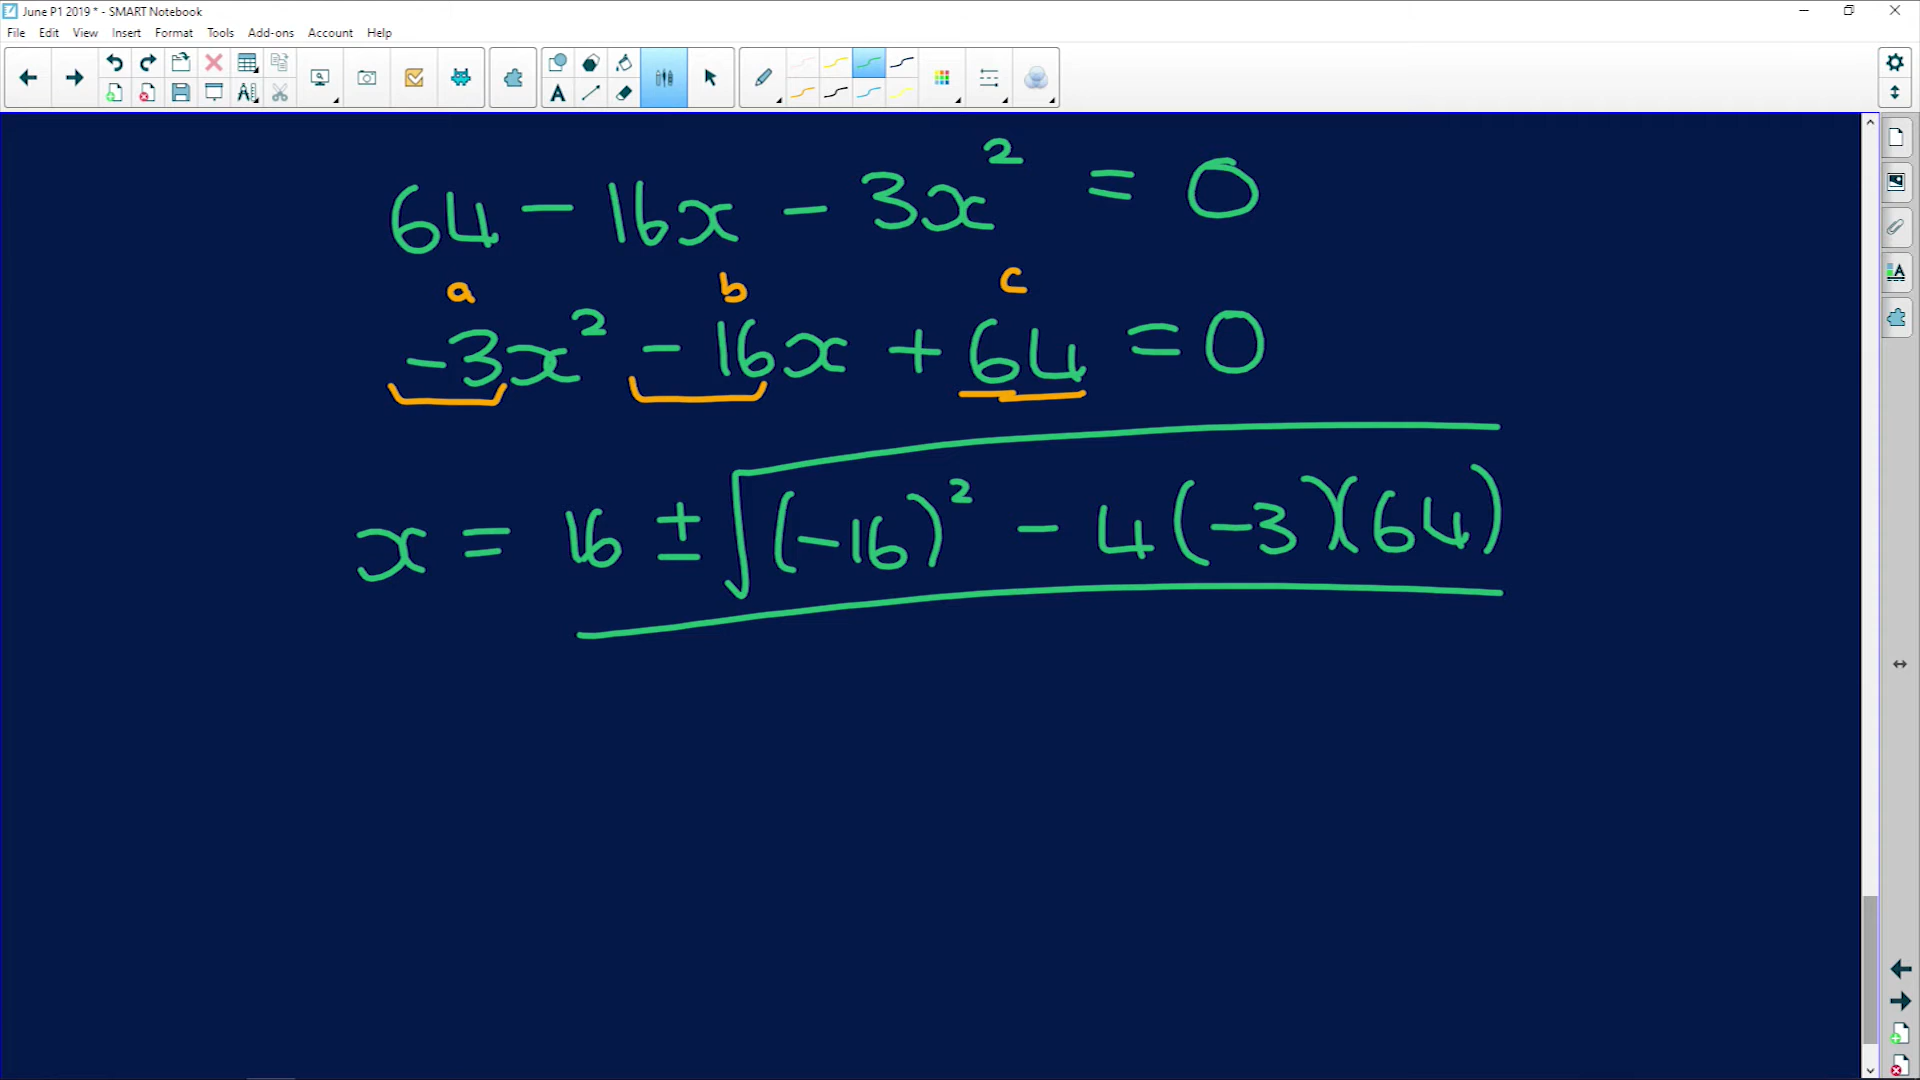 June P1 2019 * - SMART Notebook
File Edit View Insert Format Tools Add-ons Account Help
64 - 16x - 3x² = 0
a b c
-3x² - 16x + 64 = 0
x = 16 ± √(-16)² - 4(-3)(64)